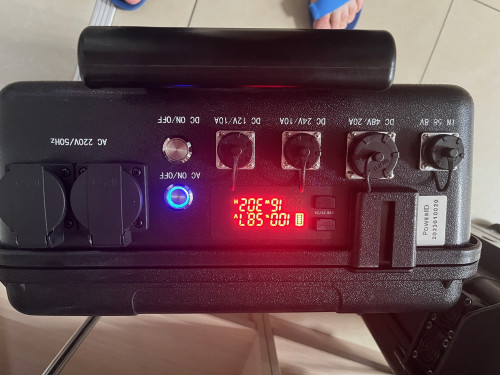 AC 220V/50Hz
DC ON/OFF
AC ON/OFF
DC 12V/10A
DC 24V/10A
DC 48V 20A
IN 58.8V
PowerID
2023010020